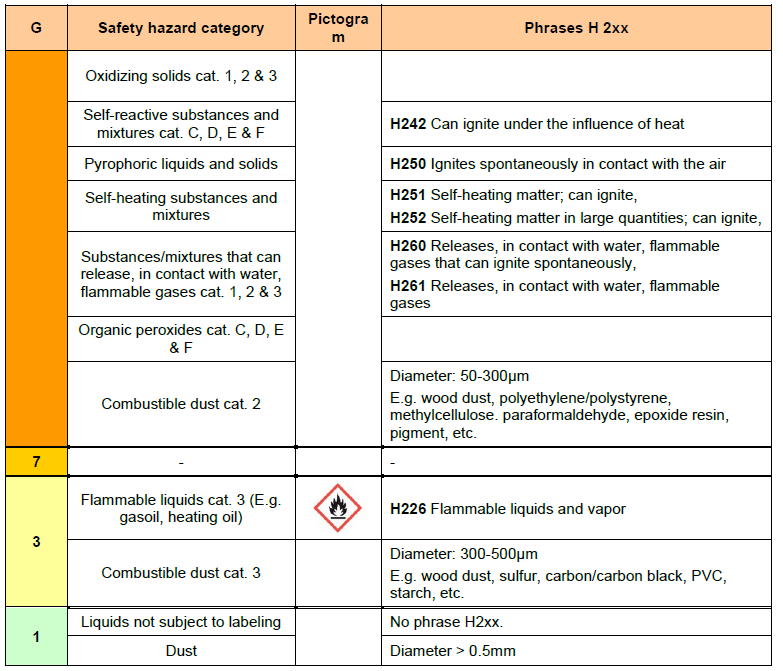 G
Safety hazard category
Pictogra
m
Phrases H 2xx
Oxidizing solids cat. 1, 2 & 3
Self-reactive substances and
mixtures cat. C, D, E & F
H242 Can ignite under the influence of heat
Pyrophoric liquids and solids
H250 Ignites spontaneously in contact with the air
Self-heating substances and
mixtures
H251 Self-heating matter; can ignite,
H252 Self-heating matter in large quantities; can ignite,
Substances/mixtures that can
release, in contact with water,
flammable gases cat. 1, 2 & 3
H260 Releases, in contact with water, flammable
gases that can ignite spontaneously,
H261 Releases, in contact with water, flammable
gases
Organic peroxides cat. C, D, E
& F
Combustible dust cat. 2
Diameter: 50-300µm
E.g. wood dust, polyethylene/polystyrene,
methylcellulose. paraformaldehyde, epoxide resin,
pigment, etc.
7
-
-
3
Flammable liquids cat. 3 (E.g.
gasoil, heating oil)
H226 Flammable liquids and vapor
Combustible dust cat. 3
Diameter: 300-500µm
E.g. wood dust, sulfur, carbon/carbon black, PVC,
starch, etc.
1
Liquids not subject to labeling
No phrase H2xx.
Dust
Diameter > 0.5mm